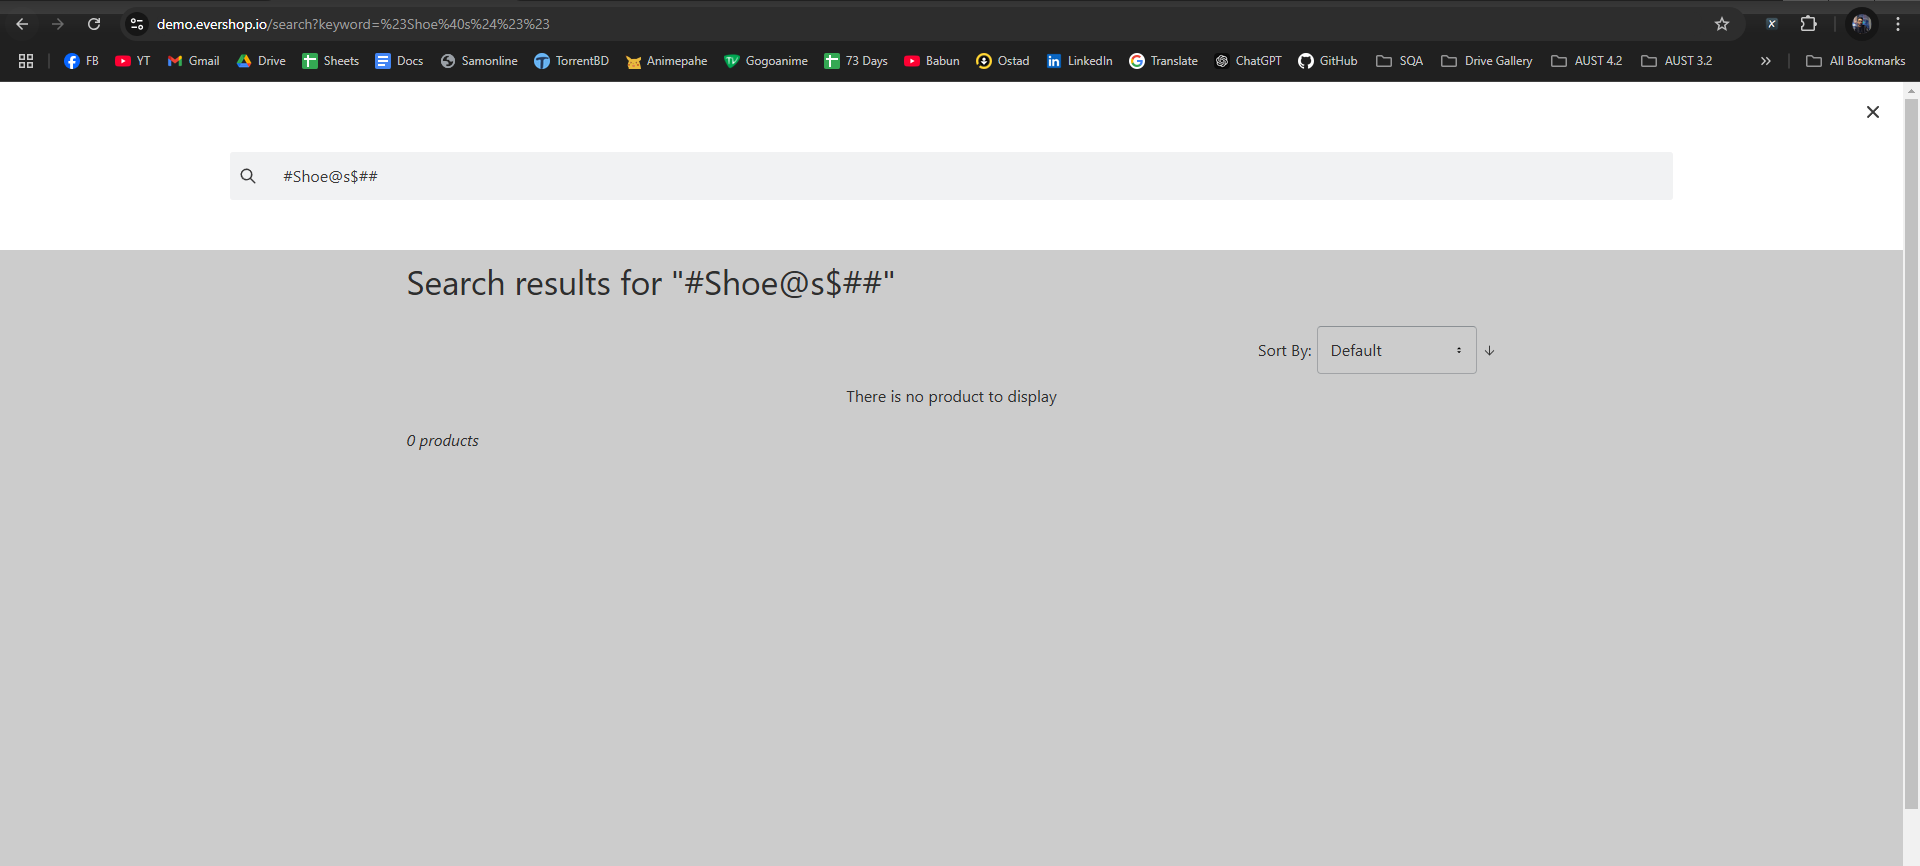 demo.evershop.io/search?keyword=%23Shoe%40s%24%23%23
FB YT Gmail Drive Sheets Docs Samonline TorrentBD Animepahe Gogoanime 73 Days Babun Ostad LinkedIn Translate ChatGPT GitHub SQA Drive Gallery AUST 4.2 AUST 3.2 » All Bookmarks
#Shoe@s$##
Search results for "#Shoe@s$##"
Sort By: Default
There is no product to display
0 products